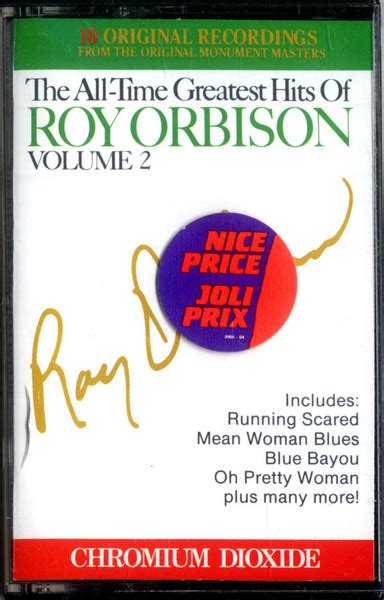 10 ORIGINAL RECORDINGS
FROM THE ORIGINAL MONUMENT MASTERS
The All-Time Greatest Hits Of
ROY ORBISON
VOLUME 2
Roy O
NICE
PRICE
JOLI
PRIX
Includes:
Running Scared
Mean Woman Blues
Blue Bayou
Oh Pretty Woman
plus many more!
CHROMIUM DIOXIDE